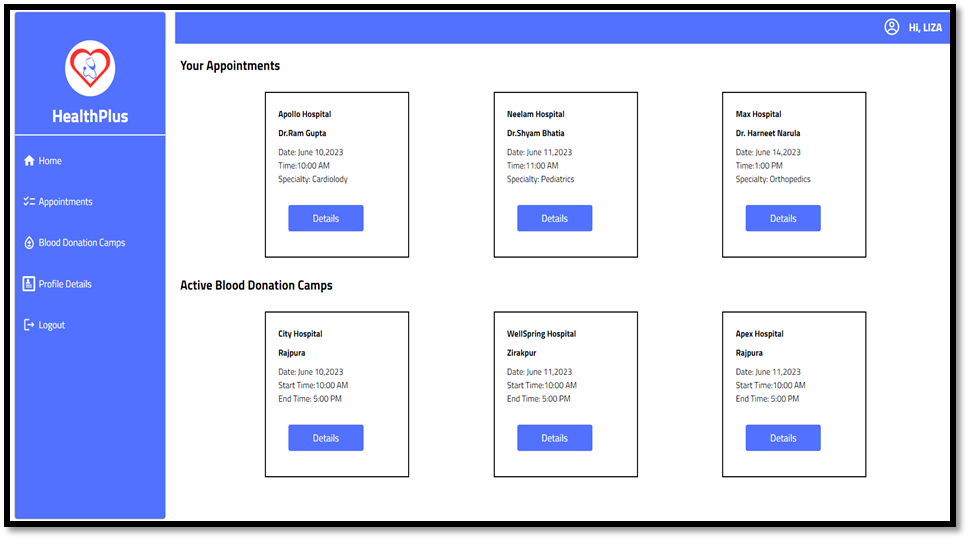 Hi, LIZA
HealthPlus
Home
Appointments
Blood Donation Camps
Profile Details
Logout
Your Appointments
Apollo Hospital
Dr.Ram Gupta
Date: June 10,2023
Time:10:00 AM
Specialty: Cardiolody
Details
Neelam Hospital
Dr.Shyam Bhatia
Date: June 11,2023
Time:11:00 AM
Specialty: Pediatrics
Details
Max Hospital
Dr. Harneet Narula
Date: June 14,2023
Time:1:00 PM
Specialty: Orthopedics
Details
Active Blood Donation Camps
City Hospital
Rajpura
Date: June 10,2023
Start Time:10:00 AM
End Time: 5:00 PM
Details
WellSpring Hospital
Zirakpur
Date: June 11,2023
Start Time:10:00 AM
End Time: 5:00 PM
Details
Apex Hospital
Rajpura
Date: June 11,2023
Start Time:10:00 AM
End Time: 5:00 PM
Details